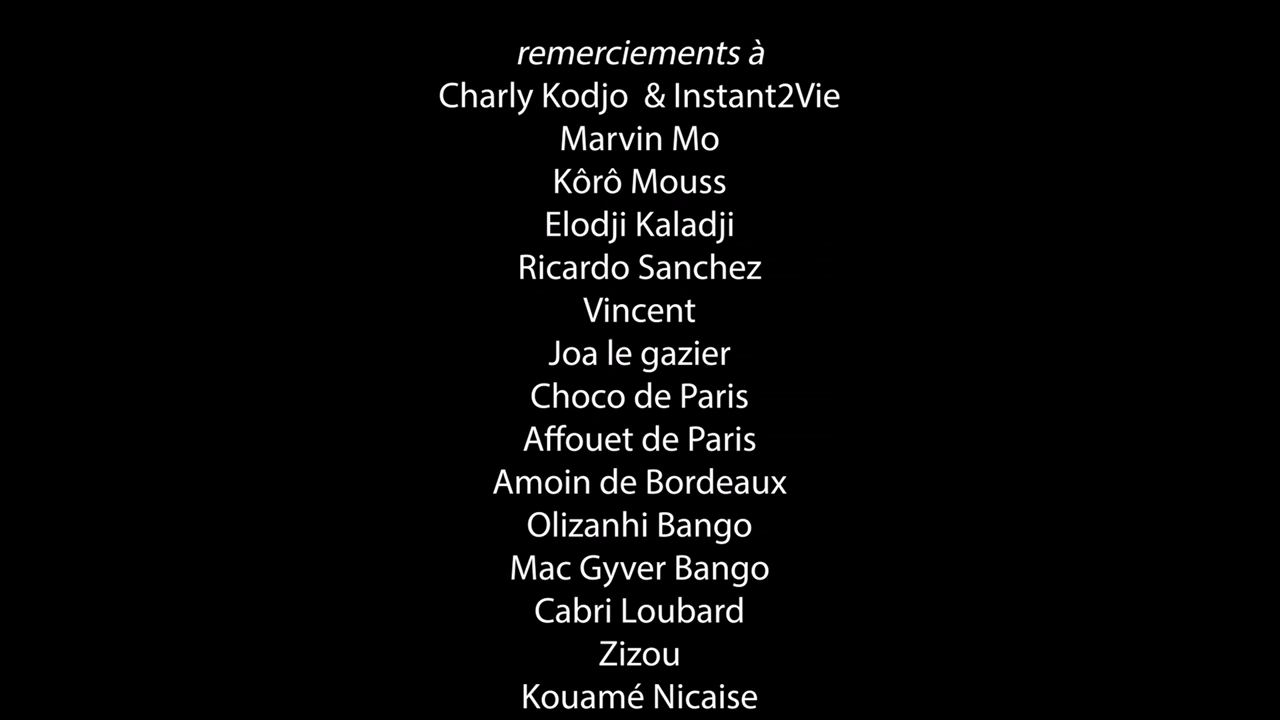 remerciements à
Charly Kodjo & Instant2Vie
Marvin Mo
Kôrô Mouss
Elodji Kaladji
Ricardo Sanchez
Vincent
Joa le gazier
Choco de Paris
Affouet de Paris
Amoin de Bordeaux
Olizanhi Bango
Mac Gyver Bango
Cabri Loubard
Zizou
Kouamé Nicaise